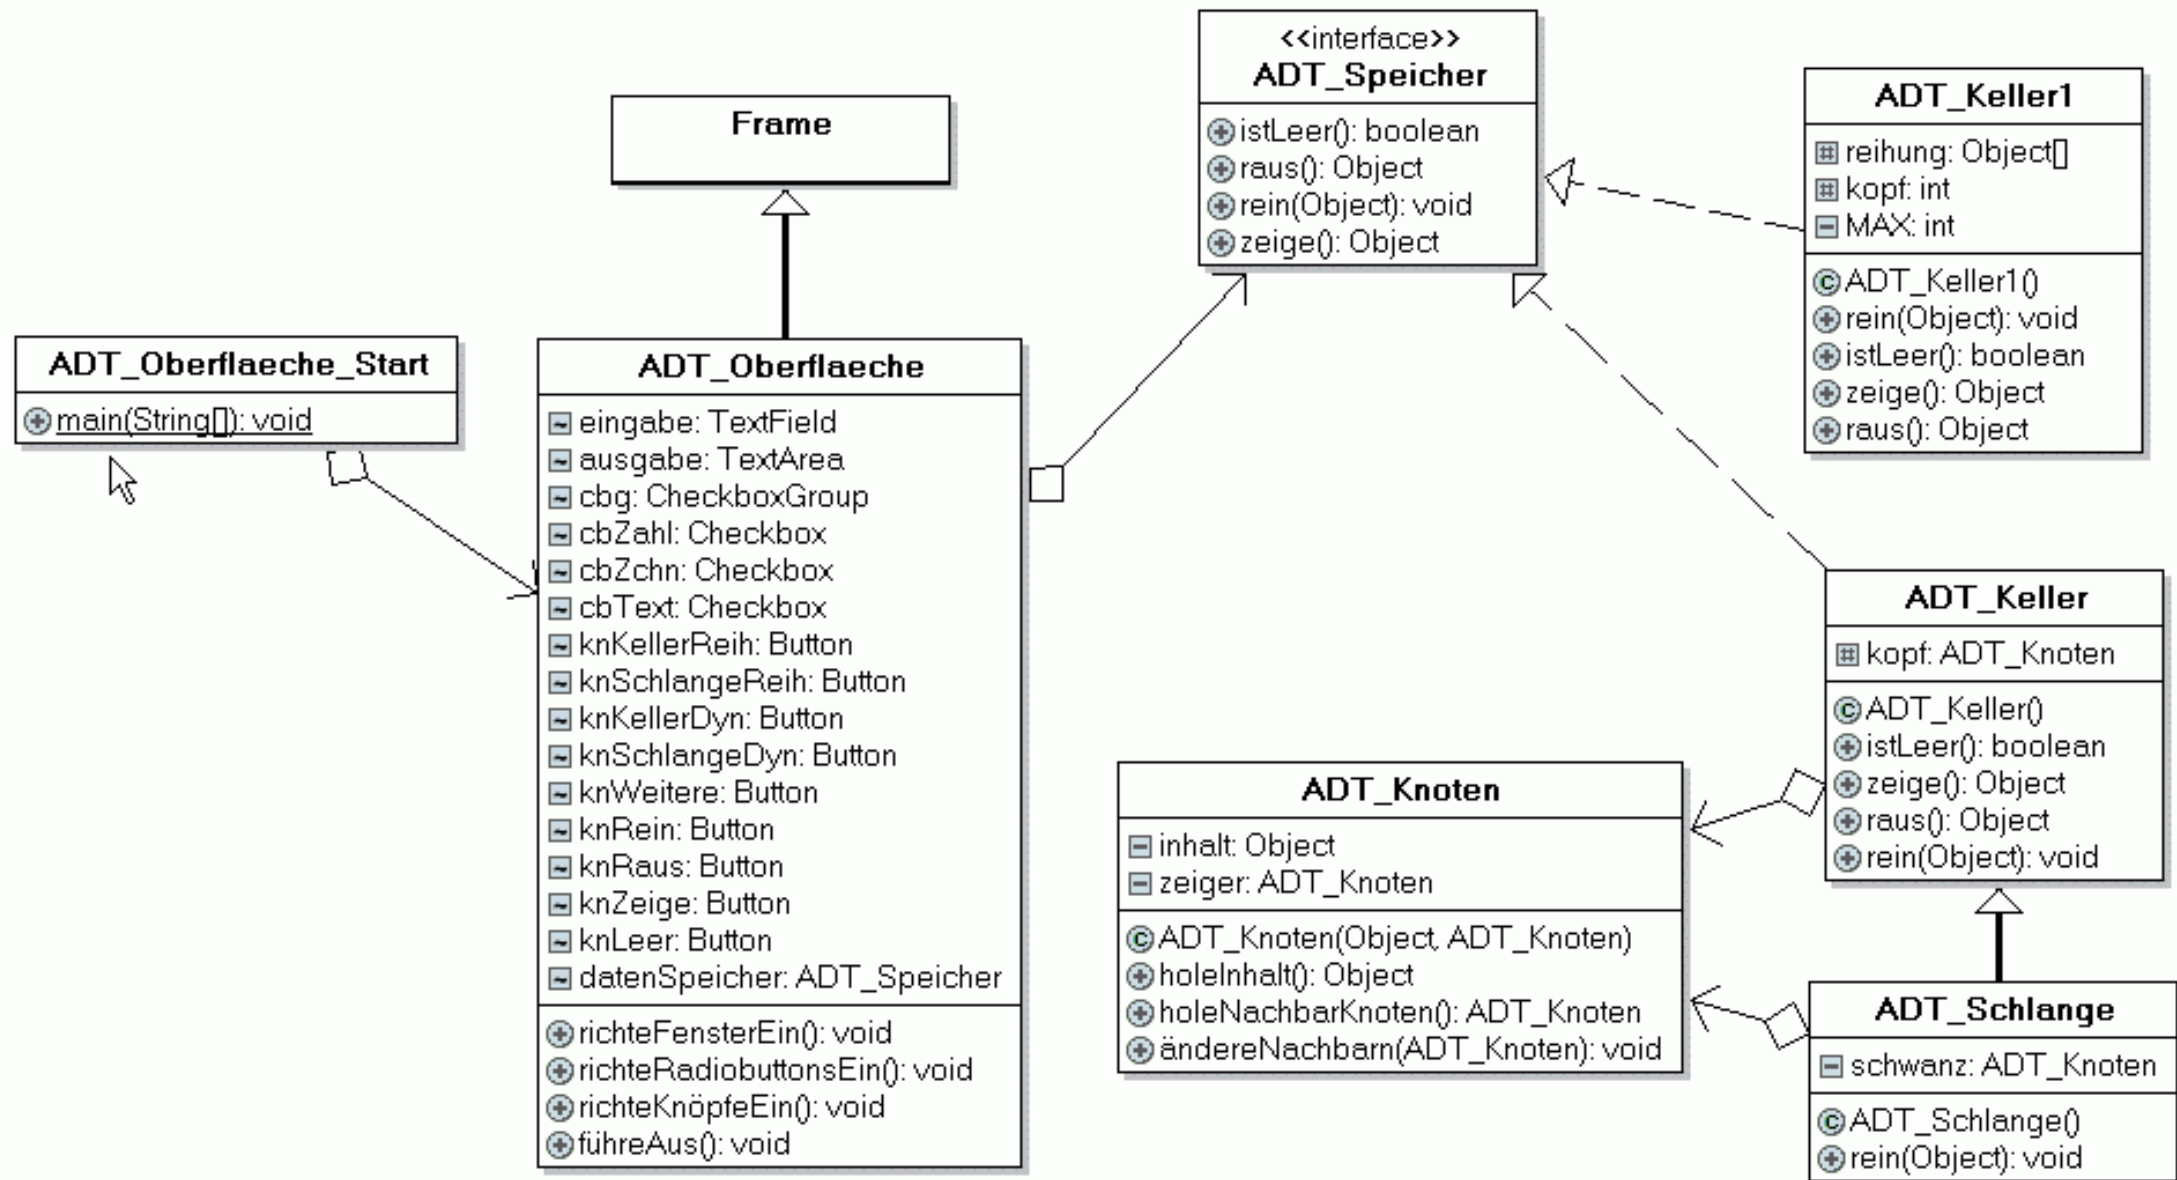 <<interface>>
ADT_Speicher
istLeer(): boolean
raus(): Object
rein(Object): void
zeige(): Object
ADT_Keller1
reihung: Object[]
kopf: int
MAX: int
ADT_Keller1()
rein(Object): void
istLeer(): boolean
zeige(): Object
raus(): Object
Frame
ADT_Oberflaeche_Start
main(String[]): void
ADT_Oberflaeche
eingabe: TextField
ausgabe: TextArea
cbg: CheckboxGroup
cbZahl: Checkbox
cbZchn: Checkbox
cbText: Checkbox
knKellerReih: Button
knSchlangeReih: Button
knKellerDyn: Button
knSchlangeDyn: Button
knWeitere: Button
knRein: Button
knRaus: Button
knZeige: Button
knLeer: Button
datenSpeicher: ADT_Speicher
richteFensterEin(): void
richteRadiobuttonsEin(): void
richteKnöpfeEin(): void
führeAus(): void
ADT_Keller
kopf: ADT_Knoten
ADT_Keller()
istLeer(): boolean
zeige(): Object
raus(): Object
rein(Object): void
ADT_Knoten
inhalt: Object
zeiger: ADT_Knoten
ADT_Knoten(Object, ADT_Knoten)
holeInhalt(): Object
holeNachbarKnoten(): ADT_Knoten
ändereNachbarn(ADT_Knoten): void
ADT_Schlange
schwanz: ADT_Knoten
ADT_Schlange()
rein(Object): void